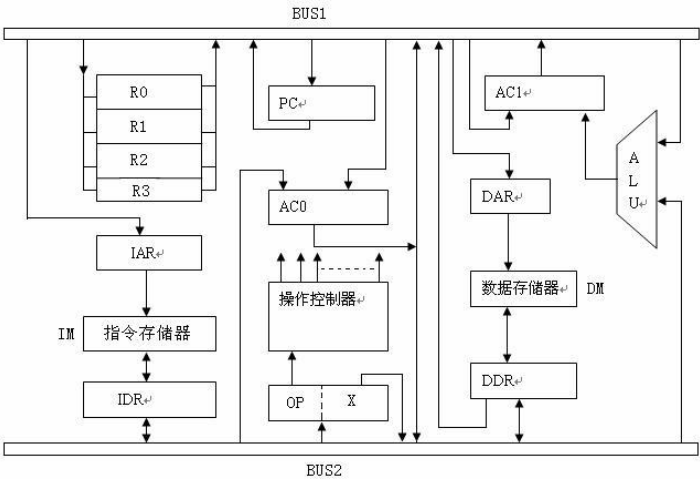 BUS1
R0
R1
R2
R3
PC
AC1
A
L
U
AC0
DAR
IAR
操作控制器
数据存储器 DM
IM 指令存储器
IDR
OP X
DDR
BUS2